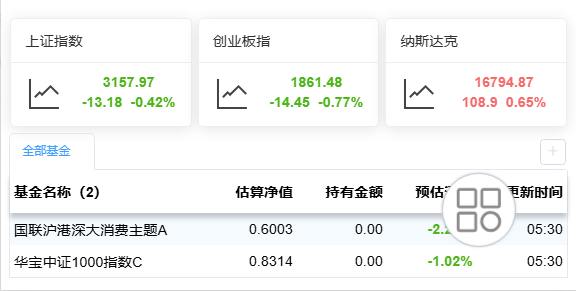 上证指数 创业板指 纳斯达克
3157.97 1861.48 16794.87
-13.18 -0.42% -14.45 -0.77% 108.9 0.65%
全部基金 +
基金名称（2） 估算净值 持有金额 预估 更新时间
国联沪港深大消费主题A 0.6003 0.00 05:30
华宝中证1000指数C 0.8314 0.00 -1.02% 05:30